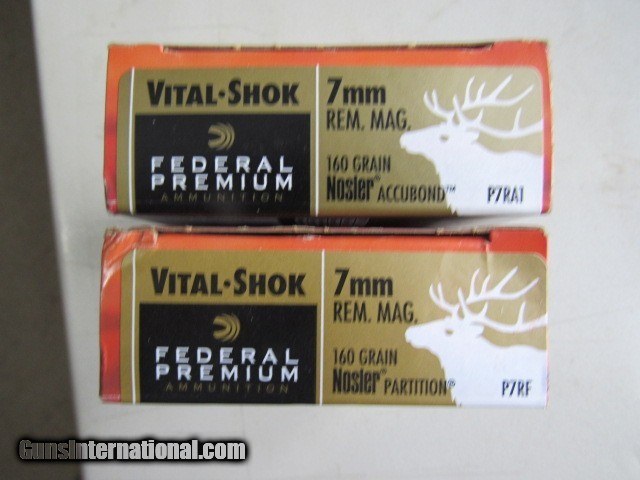 VITAL•SHOK
FEDERAL
PREMIUM
AMMUNITION
7mm
REM. MAG.
160 GRAIN
Nosler® ACCUBOND™
P7RA1
VITAL•SHOK
FEDERAL
PREMIUM
AMMUNITION
7mm
REM. MAG.
160 GRAIN
Nosler® PARTITION®
P7RF
GunsInternational.com